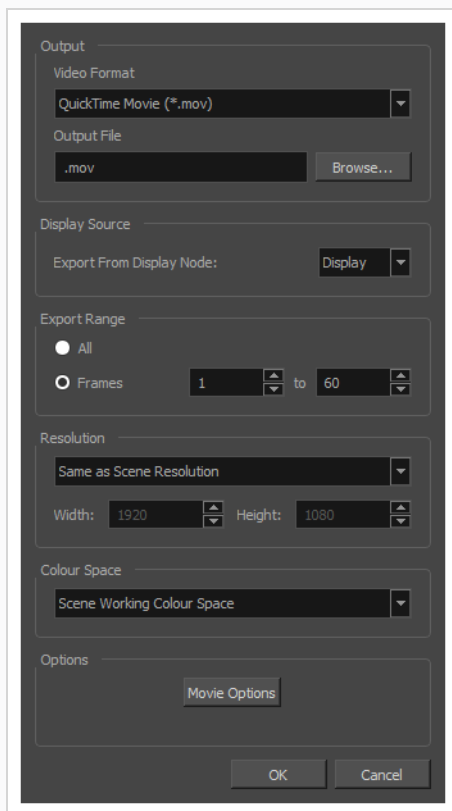 Output
Video Format
QuickTime Movie (*.mov)
Output File
.mov Browse...
Display Source
Export From Display Node: Display
Export Range
All
Frames 1 to 60
Resolution
Same as Scene Resolution
Width: 1920 Height: 1080
Colour Space
Scene Working Colour Space
Options
Movie Options
OK Cancel